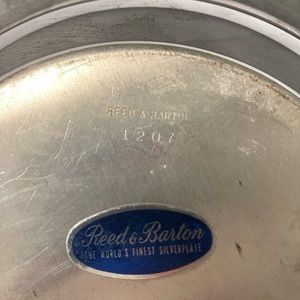 REED & BARTON
1207
Reed & Barton
THE WORLD'S FINEST SILVERPLATE